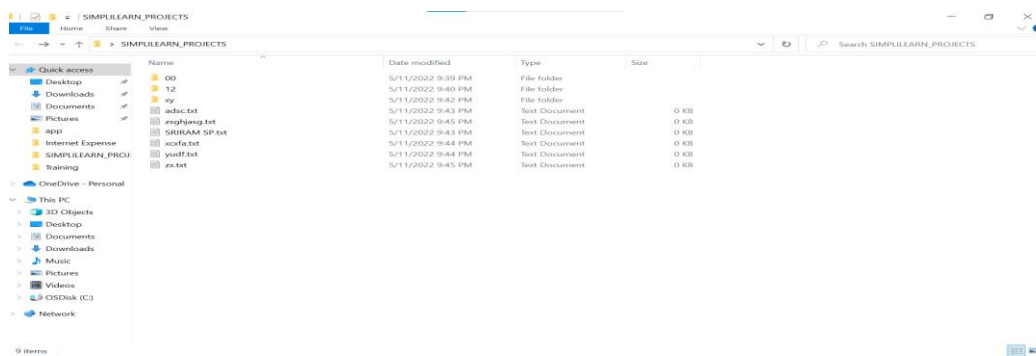 SIMPLILEARN_PROJECTS
File Home Share View
> SIMPLILEARN_PROJECTS Search SIMPLILEARN_PROJECTS
Name Date modified Type Size
Quick access
Desktop
Downloads
Documents
Pictures
app
Internet Expense
SIMPLILEARN_PROJ
Training
OneDrive - Personal
This PC
3D Objects
Desktop
Documents
Downloads
Music
Pictures
Videos
OSDisk (C:)
Network
00 5/11/2022 9:39 PM File folder
12 5/11/2022 9:40 PM File folder
xy 5/11/2022 9:42 PM File folder
adsc.txt 5/11/2022 9:43 PM Text Document 0 KB
zsghjasg.txt 5/11/2022 9:45 PM Text Document 0 KB
SRIRAM SP.txt 5/11/2022 9:43 PM Text Document 0 KB
5/11/2022 9:44 PM Text Document 0 KB
yudf.txt 5/11/2022 9:44 PM Text Document 0 KB
zx.txt 5/11/2022 9:45 PM Text Document 0 KB
9 items